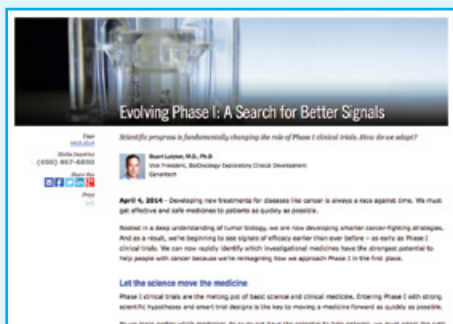 Evolving Phase I: A Search for Better Signals
Scientific progress is fundamentally changing the role of Phase I clinical trials. How do we adapt?
Tags
AACR 2014
Media Inquiries
(650) 467-6800
Share this
Print
Stuart Lutzker, M.D., Ph.D
Vice President, BioOncology Exploratory Clinical Development
Genentech
April 4, 2014 - Developing new treatments for diseases like cancer is always a race against time. We must
get effective and safe medicines to patients as quickly as possible.
Rooted in a deep understanding of tumor biology, we are now developing smarter cancer-fighting strategies.
And as a result, we're beginning to see signals of efficacy earlier than ever before – as early as Phase I
clinical trials. We can now rapidly identify which investigational medicines have the strongest potential to
help people with cancer because we're reimagining how we approach Phase I in the first place.
Let the science move the medicine
Phase I clinical trials are the melting pot of basic science and clinical medicine. Entering Phase I with strong
scientific hypotheses and smart trial designs is the key to moving a medicine forward as quickly as possible.